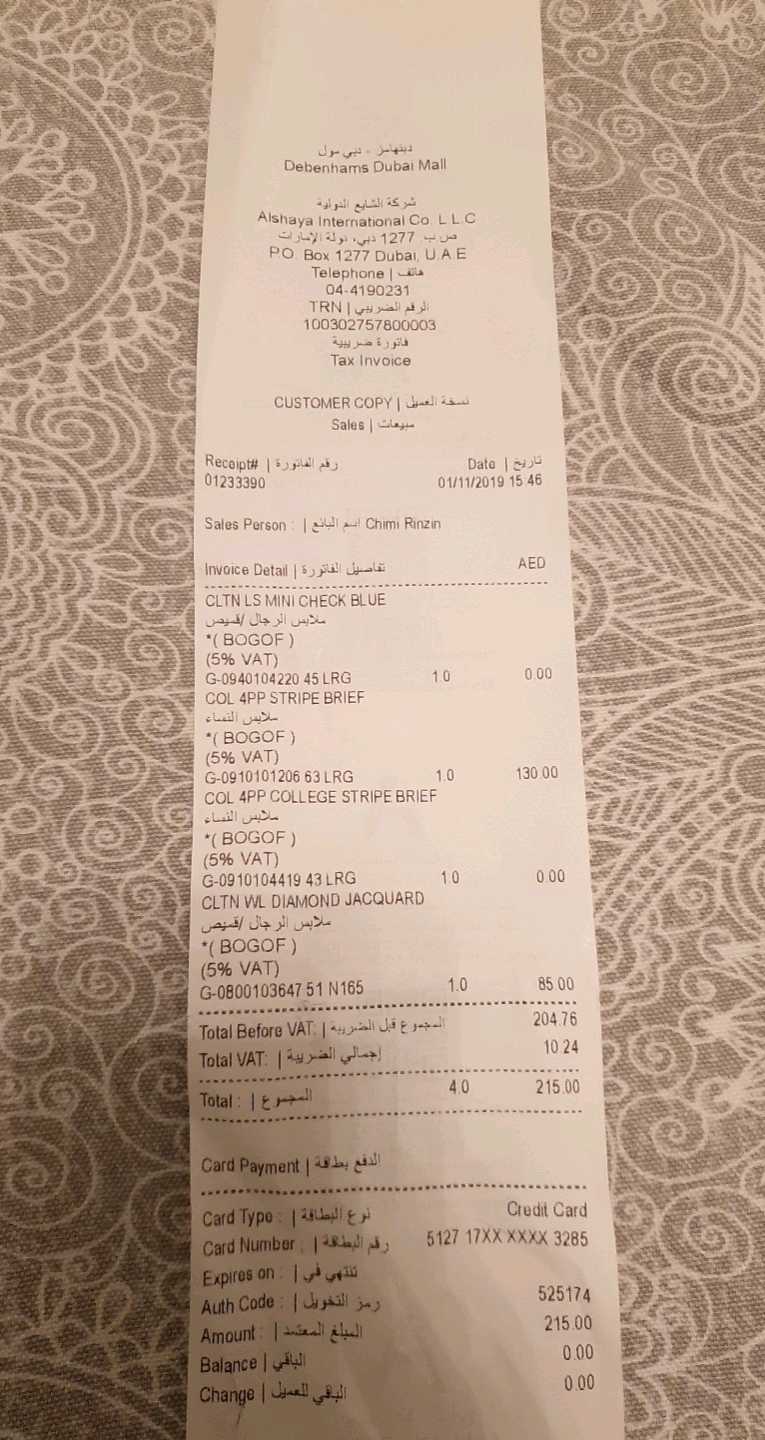 دبنهامز - دبي مول
Debenhams Dubai Mall
شركة الشايع الدولية
Alshaya International Co. L.L.C
ص ب 1277 دبي، دولة الإمارات
P.O. Box 1277 Dubai, U.A.E
Telephone | هاتف
04-4190231
TRN | الرقم الضريبي
100302757800003
فاتورة ضريبية
Tax Invoice
CUSTOMER COPY | نسخة العميل
Sales | مبيعات
Receipt# | رقم الفاتورة Date | تاريخ
01233390 01/11/2019 15:46
Sales Person : | اسم البائع Chimi Rinzin
Invoice Detail | تفاصيل الفاتورة AED
CLTN LS MINI CHECK BLUE
ملابس الرجال /قميص
*( BOGOF )
(5% VAT)
G-0940104220 45 LRG 1.0 0.00
COL 4PP STRIPE BRIEF
ملابس النساء
*( BOGOF )
(5% VAT)
G-0910101206 63 LRG 1.0 130.00
COL 4PP COLLEGE STRIPE BRIEF
ملابس النساء
*( BOGOF )
(5% VAT)
G-0910104419 43 LRG 1.0 0.00
CLTN WL DIAMOND JACQUARD
ملابس الرجال /قميص
*( BOGOF )
(5% VAT)
G-0800103647 51 N165 1.0 85.00
Total Before VAT: | المجموع قبل الضريبة 204.76
Total VAT: | إجمالي الضريبة 10.24
Total : | المجموع 4.0 215.00
Card Payment | الدفع بطاقة
Card Type : | نوع البطاقة Credit Card
Card Number : | رقم البطاقة 5127 17XX XXXX 3285
Expires on : | تنتهي في
Auth Code : | رمز التخويل 525174
Amount : | المبلغ المعتمد 215.00
Balance | الباقي 0.00
Change | الباقي للعميل 0.00